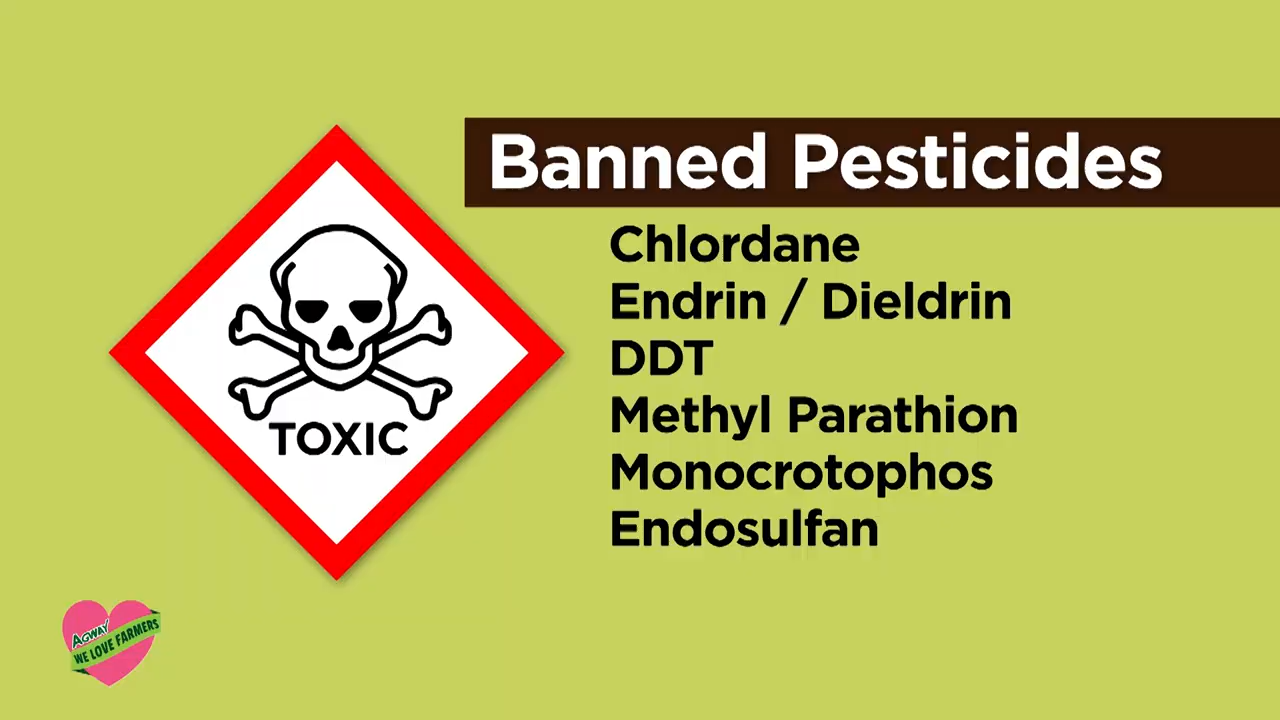 Banned Pesticides
Chlordane
Endrin / Dieldrin
DDT
Methyl Parathion
Monocrotophos
Endosulfan
TOXIC
AGWAY
WE LOVE FARMERS